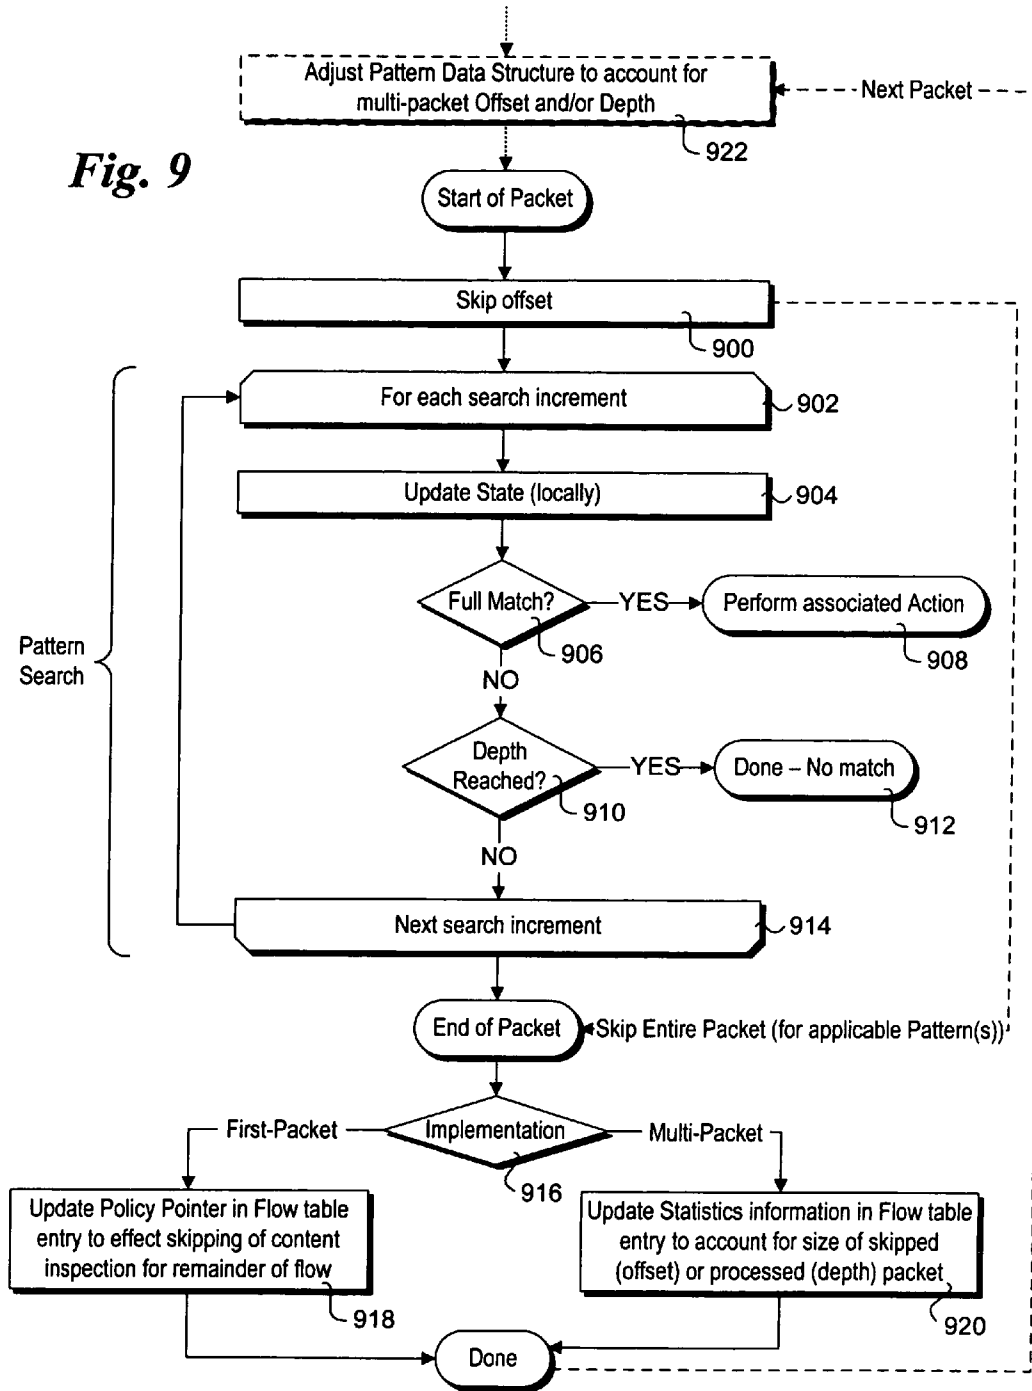 Adjust Pattern Data Structure to account for
multi-packet Offset and/or Depth
Next Packet
922
Fig. 9
Start of Packet
Skip offset
900
For each search increment
902
Update State (locally)
904
Full Match?
YES
Perform associated Action
906
908
Pattern
Search
NO
Depth
Reached?
YES
Done – No match
910
912
NO
Next search increment
914
End of Packet
Skip Entire Packet (for applicable Pattern(s))
First-Packet
Implementation
Multi-Packet
916
Update Policy Pointer in Flow table
entry to effect skipping of content
inspection for remainder of flow
918
Update Statistics information in Flow table
entry to account for size of skipped
(offset) or processed (depth) packet
920
Done